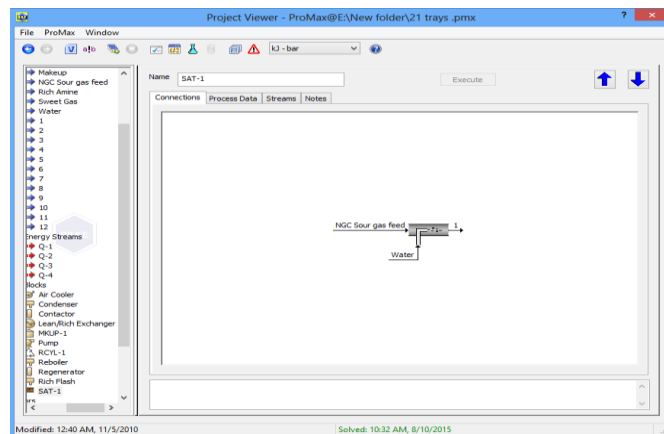 Project Viewer - ProMax@E:\New folder\21 trays .pmx
File ProMax Window
kJ - bar
Makeup
NGC Sour gas feed
Rich Amine
Sweet Gas
Water
1
2
3
4
5
6
7
8
9
10
11
12
Energy Streams
Q-1
Q-2
Q-3
Q-4
Blocks
Air Cooler
Condenser
Contactor
Lean/Rich Exchanger
MKUP-1
Pump
RCYL-1
Reboiler
Regenerator
Rich Flash
SAT-1
Name SAT-1 Execute
Connections Process Data Streams Notes
NGC Sour gas feed 1
Water
Modified: 12:40 AM, 11/5/2010 Solved: 10:32 AM, 8/10/2015